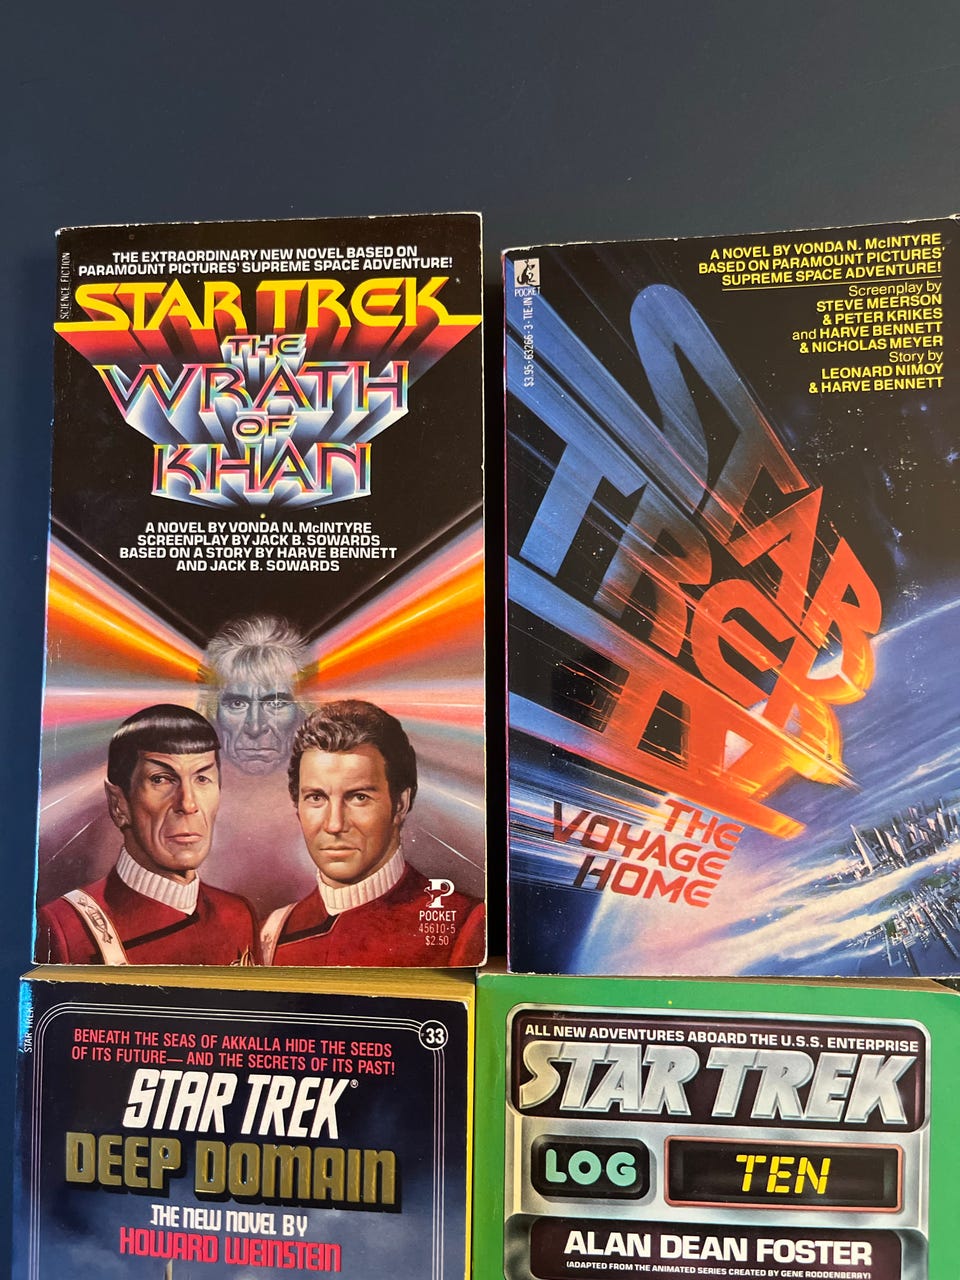 SCIENCE FICTION
THE EXTRAORDINARY NEW NOVEL BASED ON
PARAMOUNT PICTURES' SUPREME SPACE ADVENTURE!
STAR TREK
THE
WRATH
OF
KHAN
A NOVEL BY VONDA N. McINTYRE
SCREENPLAY BY JACK B. SOWARDS
BASED ON A STORY BY HARVE BENNETT
AND JACK B. SOWARDS
P
POCKET
45610-5
$2.50
POCKET
$3.95·63266-3·TIE-IN
A NOVEL BY VONDA N. McINTYRE
BASED ON PARAMOUNT PICTURES'
SUPREME SPACE ADVENTURE!
Screenplay by
STEVE MEERSON
& PETER KRIKES
and HARVE BENNETT
& NICHOLAS MEYER
Story by
LEONARD NIMOY
& HARVE BENNETT
STAR
TREK
IV
THE
VOYAGE
HOME
STAR TREK
33
BENEATH THE SEAS OF AKKALLA HIDE THE SEEDS
OF ITS FUTURE—AND THE SECRETS OF ITS PAST!
STAR TREK®
DEEP DOMAIN
THE NEW NOVEL BY
HOWARD WEINSTEIN
ALL NEW ADVENTURES ABOARD THE U.S.S. ENTERPRISE
STAR TREK
LOG TEN
ALAN DEAN FOSTER
(ADAPTED FROM THE ANIMATED SERIES CREATED BY GENE RODDENBERRY)